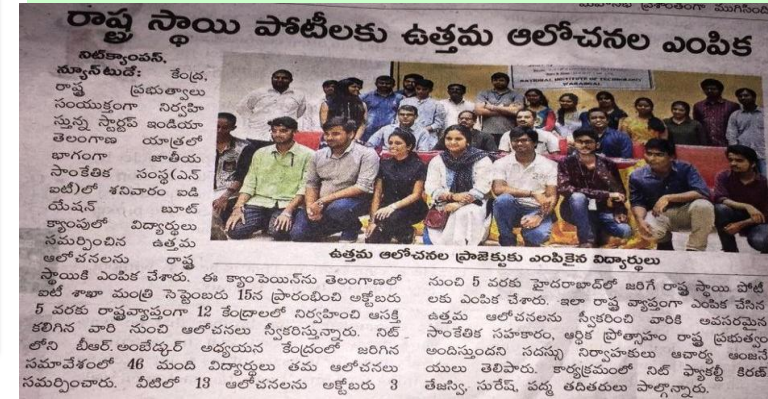 ప్రశాంతంగా ముగిసింది
రాష్ట్ర స్థాయి పోటీలకు ఉత్తమ ఆలోచనల ఎంపిక
నిట్‌క్యాంపస్,
న్యూస్‌టుడే: కేంద్ర,
రాష్ట్ర ప్రభుత్వాలు
సంయుక్తంగా నిర్వహి
స్తున్న స్టార్టప్ ఇండియా
తెలంగాణ యాత్రలో
భాగంగా జాతీయ
సాంకేతిక సంస్థ(ఎన్
ఐటీ)లో శనివారం ఐడి
యేషన్ బూట్
క్యాంపులో విద్యార్థులు
సమర్పించిన ఉత్తమ
ఆలోచనలను రాష్ట్ర
స్థాయికి ఎంపిక చేశారు. ఈ క్యాంపెయిన్‌ను తెలంగాణలో
ఐటీ శాఖా మంత్రి సెప్టెంబరు 15న ప్రారంభించి అక్టోబరు
5 వరకు రాష్ట్రవ్యాప్తంగా 12 కేంద్రాలలో నిర్వహించి ఆసక్తి
కలిగిన వారి నుంచి ఆలోచనలు స్వీకరిస్తున్నారు. నిట్
లోని బీఆర్.అంబేడ్కర్ అధ్యయన కేంద్రంలో జరిగిన
సమావేశంలో 46 మంది విద్యార్థులు తమ ఆలోచనలు
సమర్పించారు. వీటిలో 13 ఆలోచనలను అక్టోబరు 3
NATIONAL INSTITUTE OF TECHNOLOGY
WARANGAL
ఉత్తమ ఆలోచనల ప్రాజెక్టుకు ఎంపికైన విద్యార్థులు
నుంచి 5 వరకు హైదరాబాద్‌లో జరిగే రాష్ట్ర స్థాయి పోటీ
లకు ఎంపిక చేశారు. ఇలా రాష్ట్ర వ్యాప్తంగా ఎంపిక చేసిన
ఉత్తమ ఆలోచనలను స్వీకరించి వారికి అవసరమైన
సాంకేతిక సహకారం, ఆర్థిక ప్రోత్సాహం రాష్ట్ర ప్రభుత్వం
అందిస్తుందని సదస్సు నిర్వాహకులు ఆచార్య ఆంజనే
యులు తెలిపారు. కార్యక్రమంలో నిట్ ఫ్యాకల్టీ కిరణ్
తేజస్వి, సురేష్, పద్మ తదితరులు పాల్గొన్నారు.